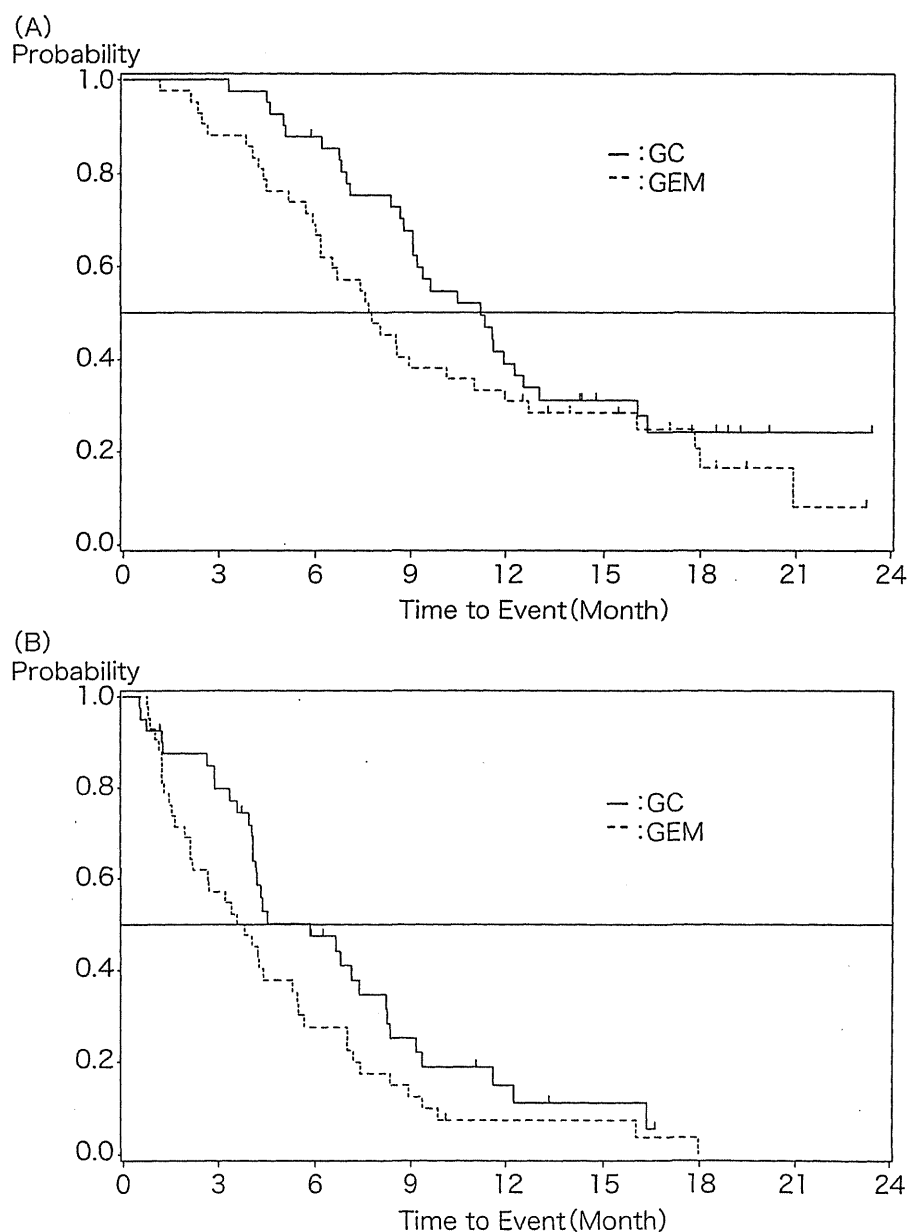 (A)
Probability
1.0
0.8
0.6
0.4
0.2
0.0
— :GC
--- :GEM
0 3 6 9 12 15 18 21 24
Time to Event(Month)
(B)
Probability
1.0
0.8
0.6
0.4
0.2
0.0
— :GC
--- :GEM
0 3 6 9 12 15 18 21 24
Time to Event(Month)